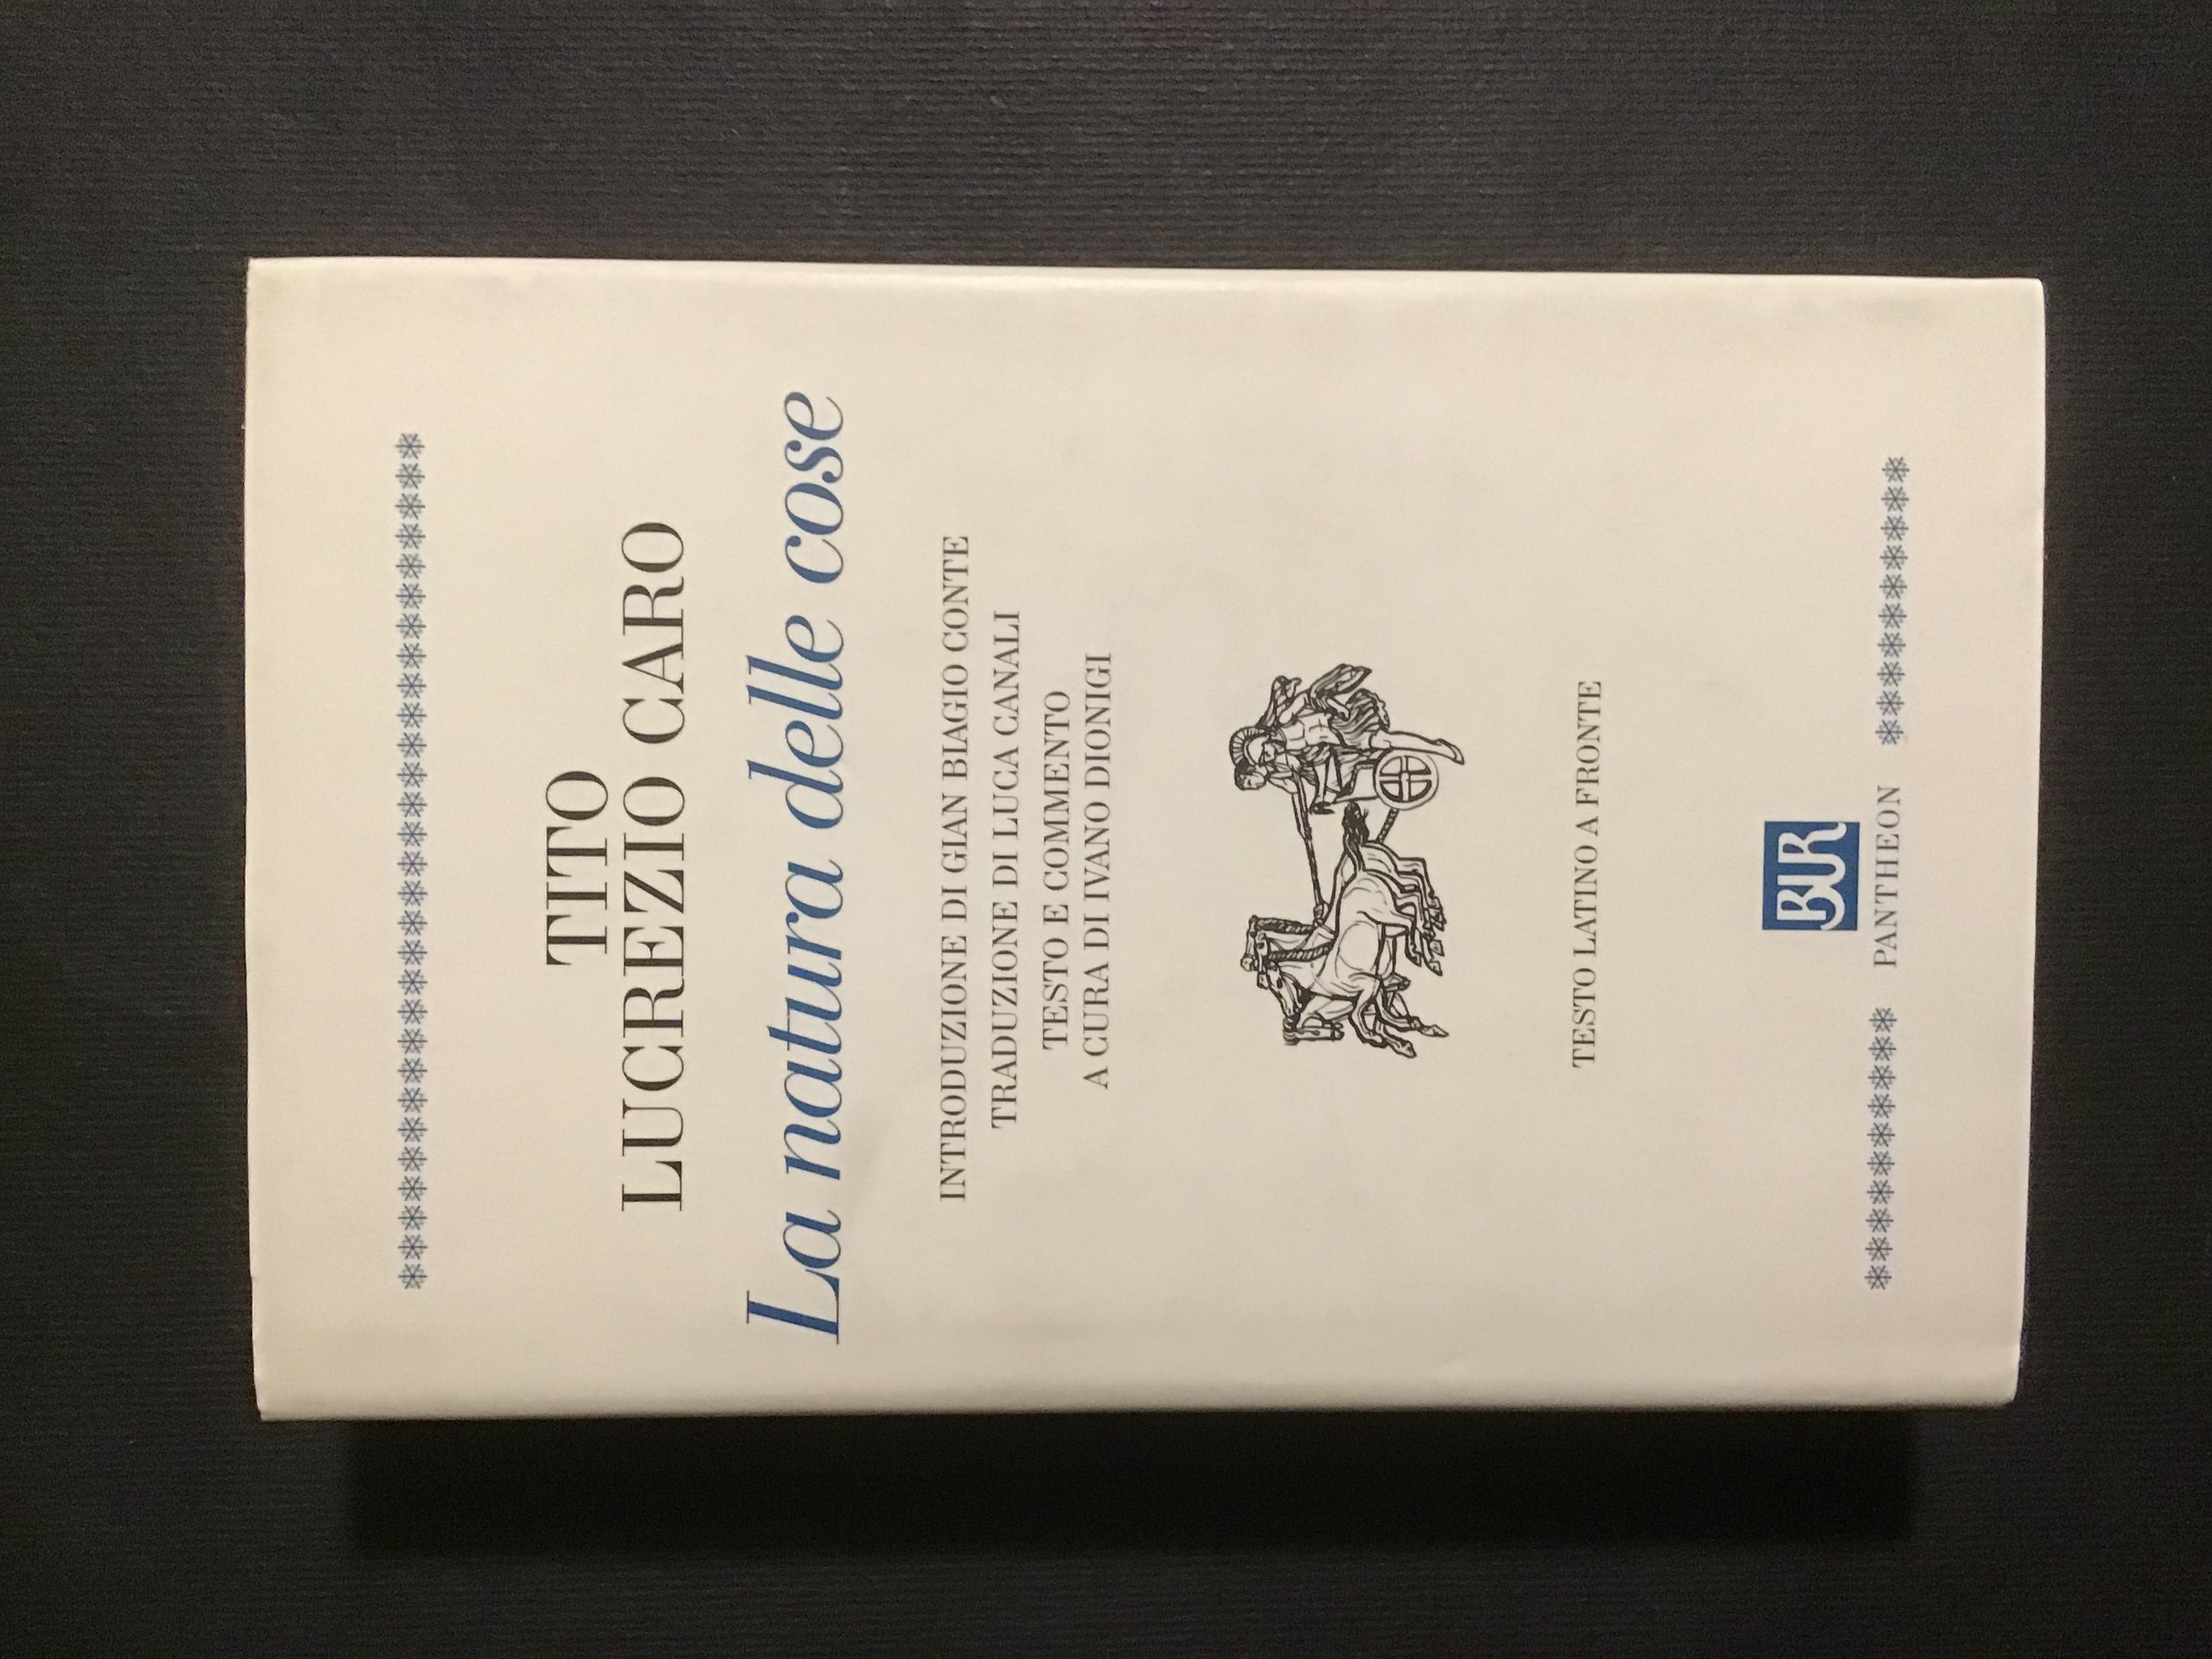 TITO
LUCREZIO CARO
La natura delle cose
INTRODUZIONE DI GIAN BIAGIO CONTE
TRADUZIONE DI LUCA CANALI
TESTO E COMMENTO
A CURA DI IVANO DIONIGI
TESTO LATINO A FRONTE
BUR
PANTHEON